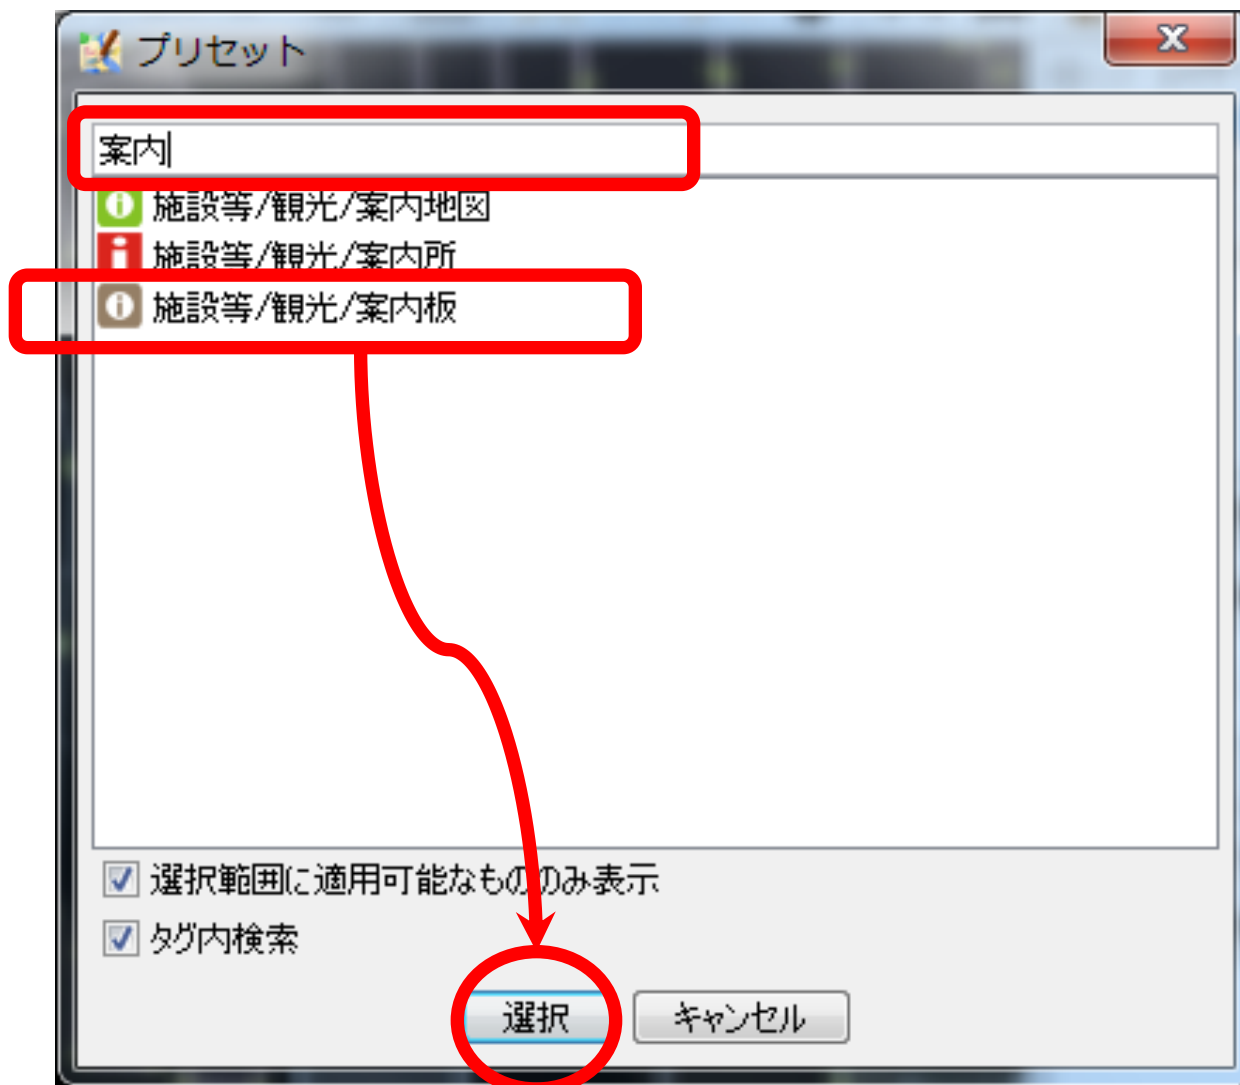 プリセット
案内
施設等/観光/案内地図
施設等/観光/案内所
施設等/観光/案内板
選択範囲に適用可能なもののみ表示
タグ内検索
選択
キャンセル